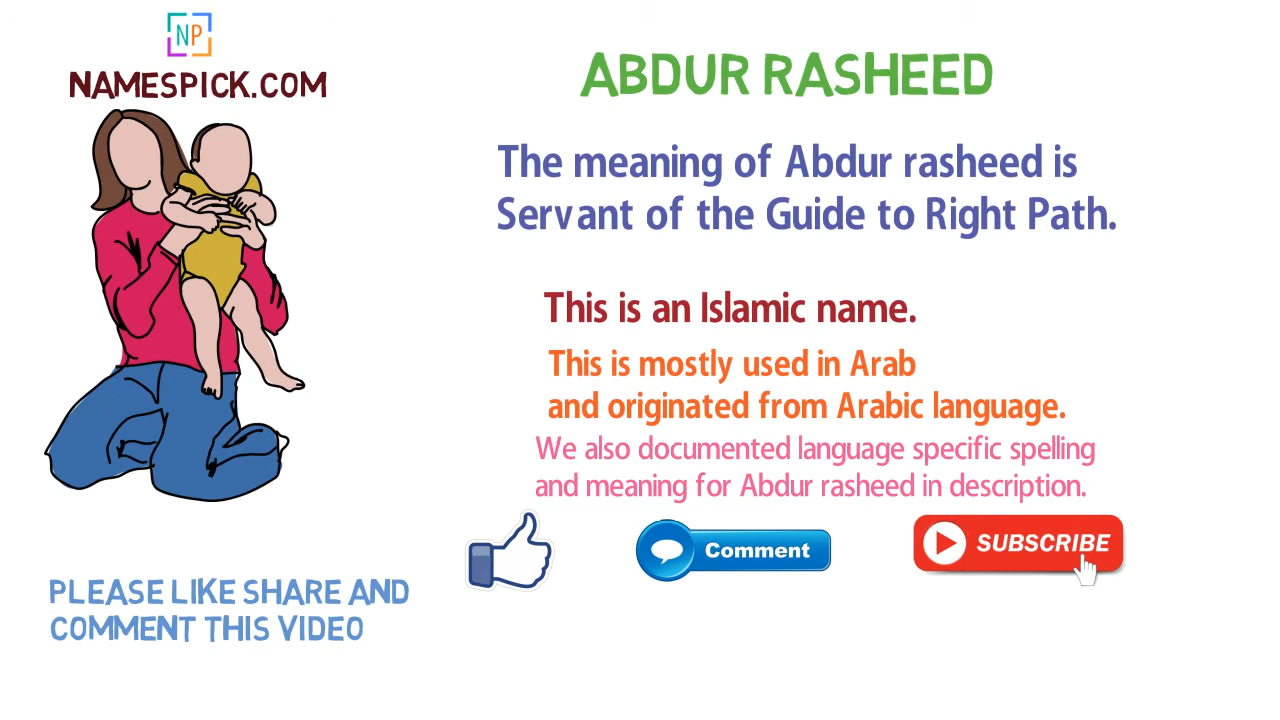 NP
NAMESPICK.COM
ABDUR RASHEED
The meaning of Abdur rasheed is
Servant of the Guide to Right Path.
This is an Islamic name.
This is mostly used in Arab
and originated from Arabic language.
We also documented language specific spelling
and meaning for Abdur rasheed in description.
Comment
SUBSCRIBE
PLEASE LIKE SHARE AND
COMMENT THIS VIDEO